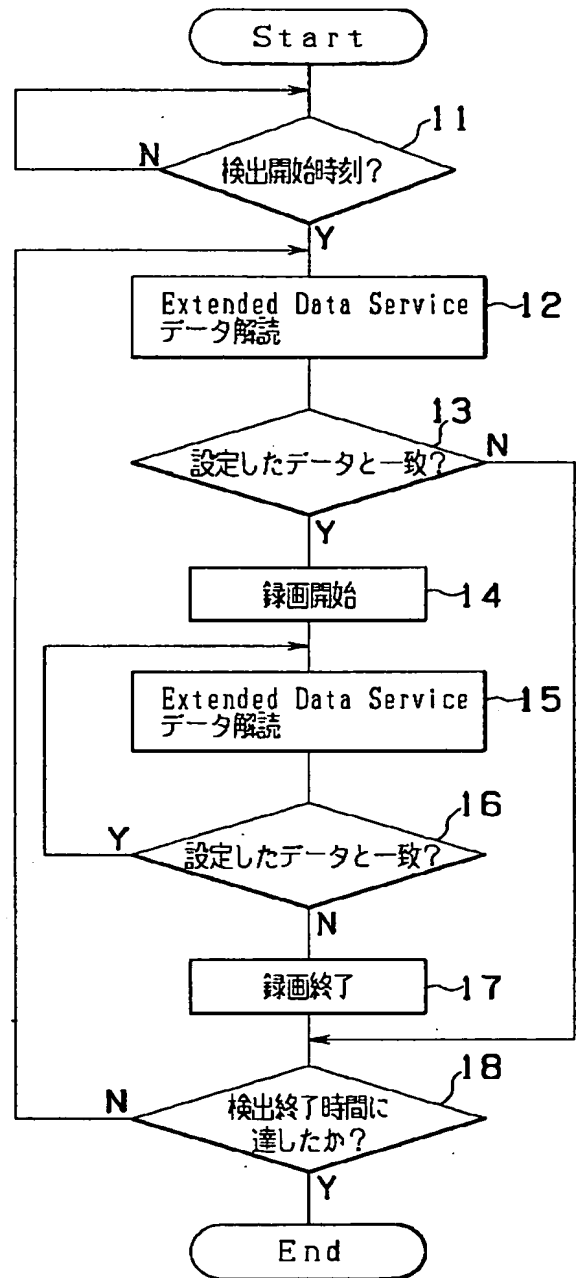 Start
11
N
検出開始時刻?
Y
Extended Data Service
データ解読
12
13
N
設定したデータと一致?
Y
録画開始
14
Extended Data Service
データ解読
15
16
Y
設定したデータと一致?
N
録画終了
17
18
N
検出終了時間に
達したか?
Y
End